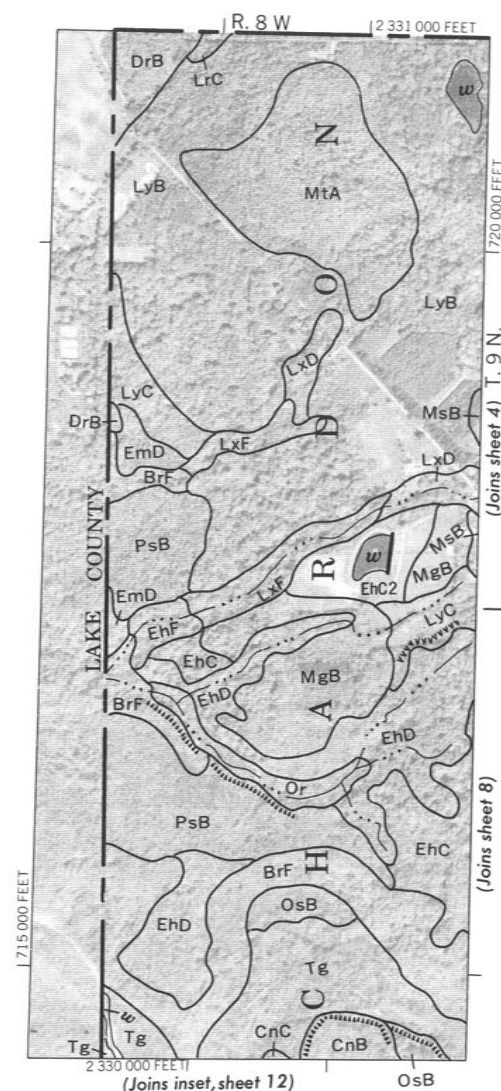 R. 8 W
2 331 000 FEET
DrB
LrC
w
N
MtA
LyB
720 000 FEET
O
LyB
LxD
T. 9 N.
LyC
MsB
DrB
(Joins sheet 4)
EmD
LxF
D
BrF
LxD
PsB
MsB
w
R
EhC2
MgB
LAKE COUNTY
EmD
LxF
LyC
EhF
EhC
MgB
EhD
BrF
A
EhD
Or
PsB
(Joins sheet 8)
EhC
H
BrF
OsB
EhD
715 000 FEET
Tg
C
w
Tg
Tg
CnC
CnB
OsB
2 330 000 FEET
(Joins inset, sheet 12)